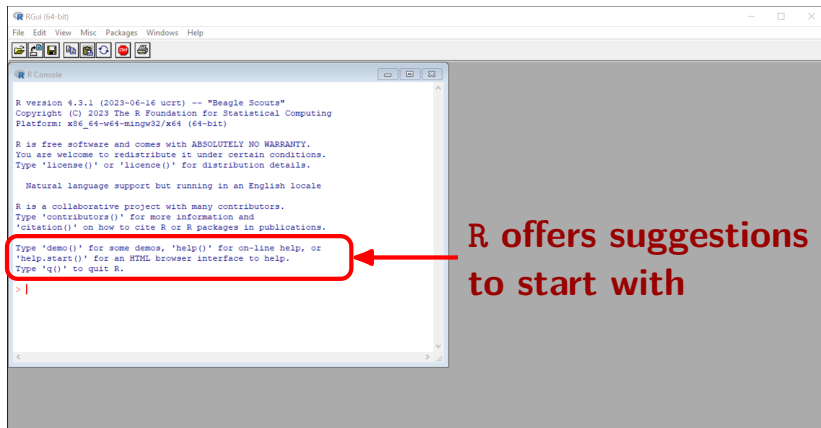 RGui (64-bit)
File Edit View Misc Packages Windows Help
STOP
R Console
R version 4.3.1 (2023-06-16 ucrt) -- "Beagle Scouts"
Copyright (C) 2023 The R Foundation for Statistical Computing
Platform: x86_64-w64-mingw32/x64 (64-bit)
R is free software and comes with ABSOLUTELY NO WARRANTY.
You are welcome to redistribute it under certain conditions.
Type 'license()' or 'licence()' for distribution details.
Natural language support but running in an English locale
R is a collaborative project with many contributors.
Type 'contributors()' for more information and
'citation()' on how to cite R or R packages in publications.
Type 'demo()' for some demos, 'help()' for on-line help, or
'help.start()' for an HTML browser interface to help.
Type 'q()' to quit R.
>
R offers suggestions
to start with